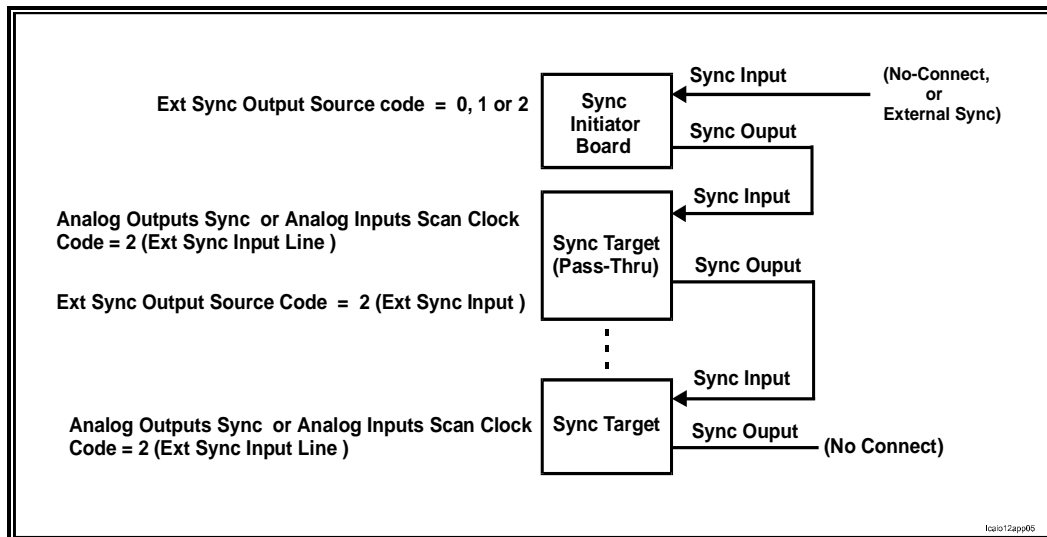 Sync Input
(No-Connect,
or
External Sync)
Ext Sync Output Source code = 0, 1 or 2
Sync
Initiator
Board
Sync Ouput
Sync Input
Analog Outputs Sync or Analog Inputs Scan Clock
Code = 2 (Ext Sync Input Line )
Sync Target
(Pass-Thru)
Sync Ouput
Ext Sync Output Source Code = 2 (Ext Sync Input )
Sync Input
Analog Outputs Sync or Analog Inputs Scan Clock
Code = 2 (Ext Sync Input Line )
Sync Target
Sync Ouput
(No Connect)
lcaio12app05